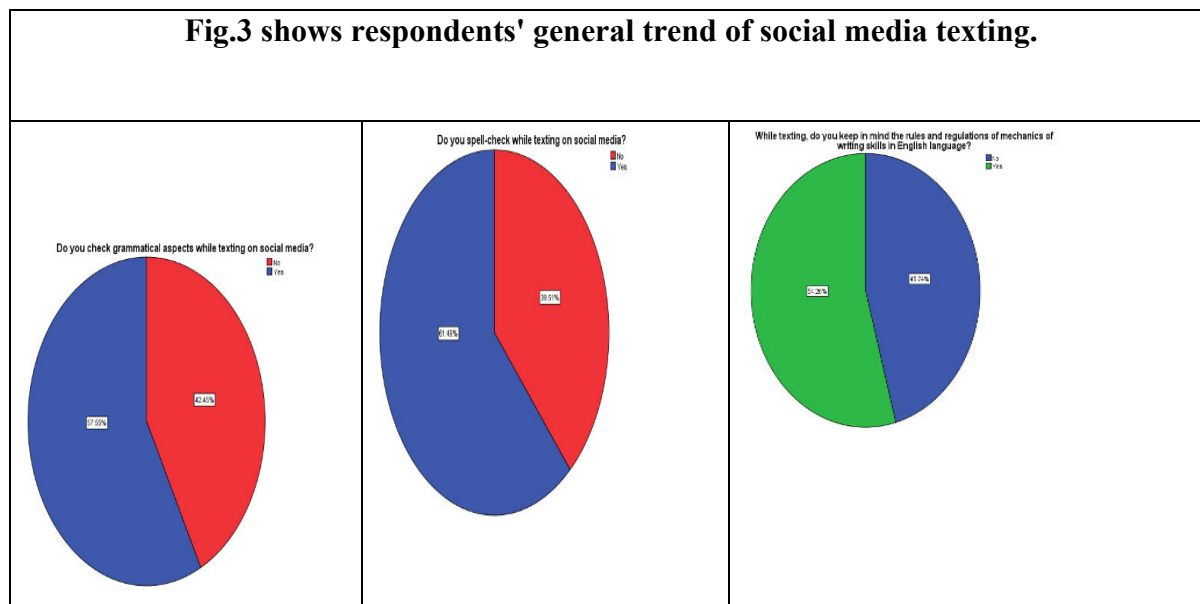 Fig.3 shows respondents' general trend of social media texting.
Do you check grammatical aspects while texting on social media?
No
Yes
42.45%
57.55%
Do you spell-check while texting on social media?
No
Yes
38.51%
61.49%
While texting, do you keep in mind the rules and regulations of mechanics of
writing skills in English language?
No
Yes
45.74%
54.26%